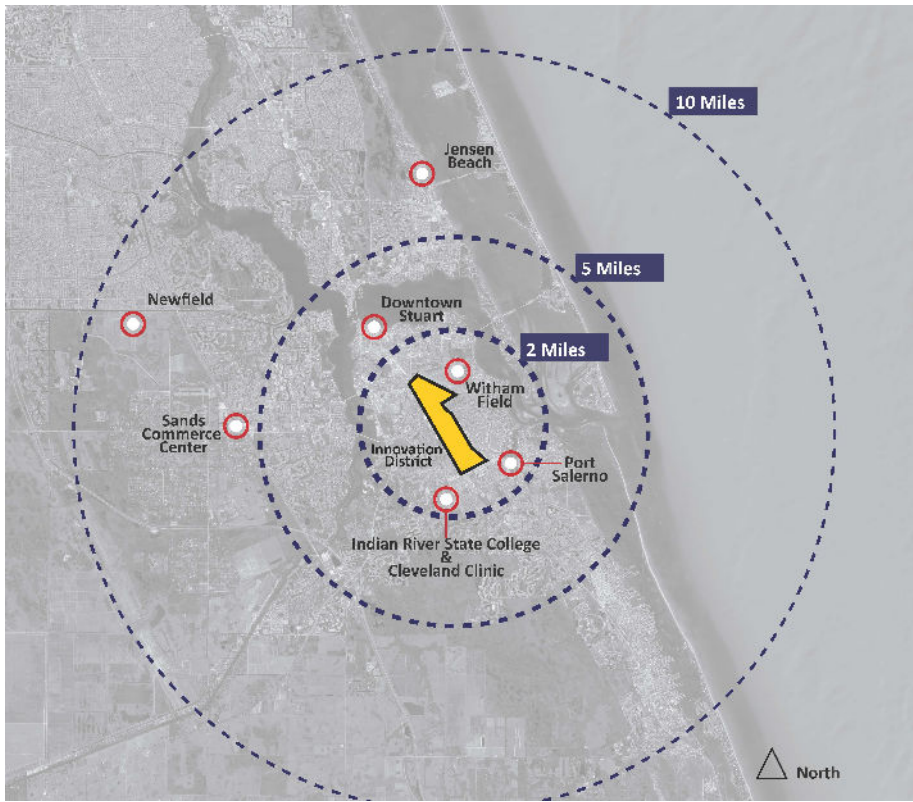 10 Miles
Jensen
Beach
5 Miles
Newfield
Downtown
Stuart
2 Miles
Witham
Field
Sands
Commerce
Center
Innovation
District
Port
Salerno
Indian River State College
&
Cleveland Clinic
North